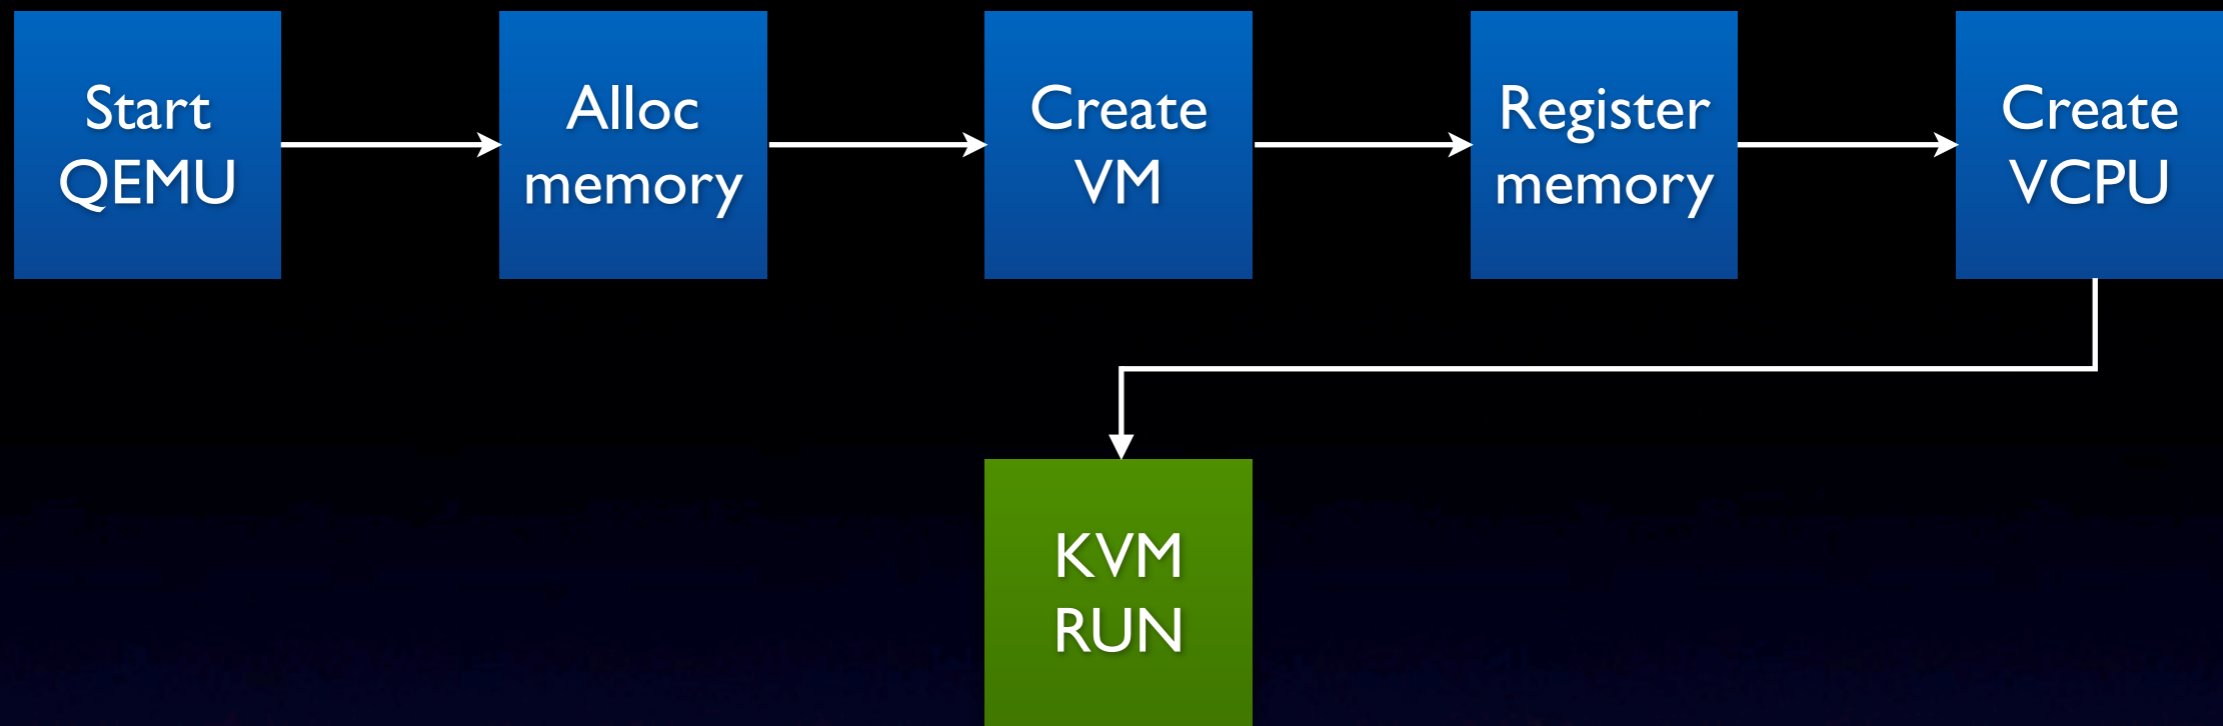 Start
QEMU
Alloc
memory
Create
VM
Register
memory
Create
VCPU
KVM
RUN